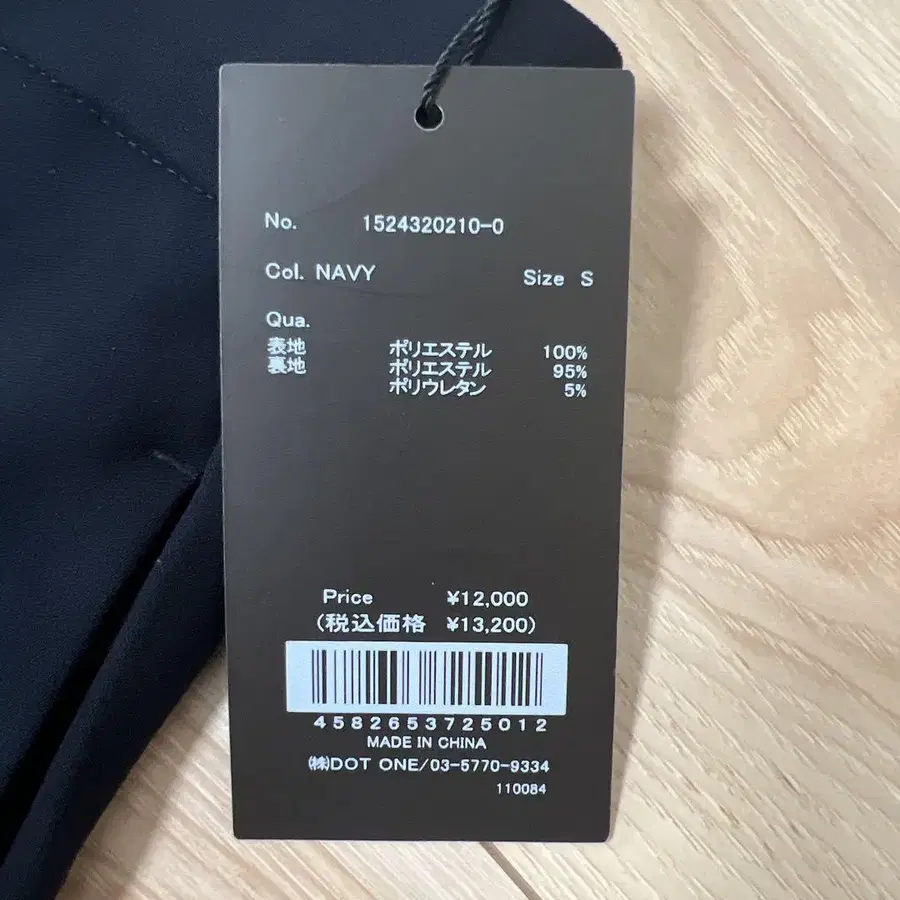 No. 1524320210-0
Col. NAVY Size S
Qua.
表地 ポリエステル 100%
裏地 ポリエステル 95%
ポリウレタン 5%
Price ¥12,000
(税込価格 ¥13,200)
4582653725012
MADE IN CHINA
㈱DOT ONE/03-5770-9334
110084